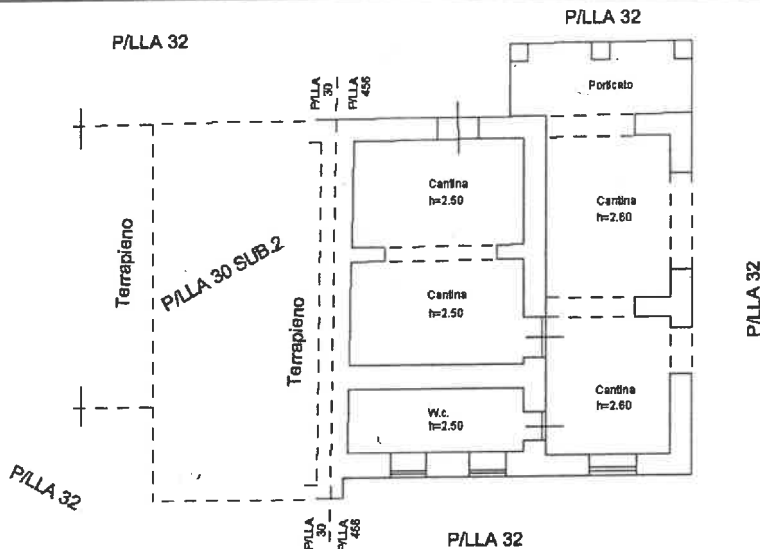 P/LLA 32
P/LLA 32
P/LLA
30
P/LLA
456
Porticato
Cantina
h=2.50
Cantina
h=2.60
Terrapieno
P/LLA 30 SUB.2
Terrapieno
Cantina
h=2.50
P/LLA 32
Cantina
h=2.60
W.c.
h=2.50
P/LLA 32
P/LLA
30
P/LLA
456
P/LLA 32